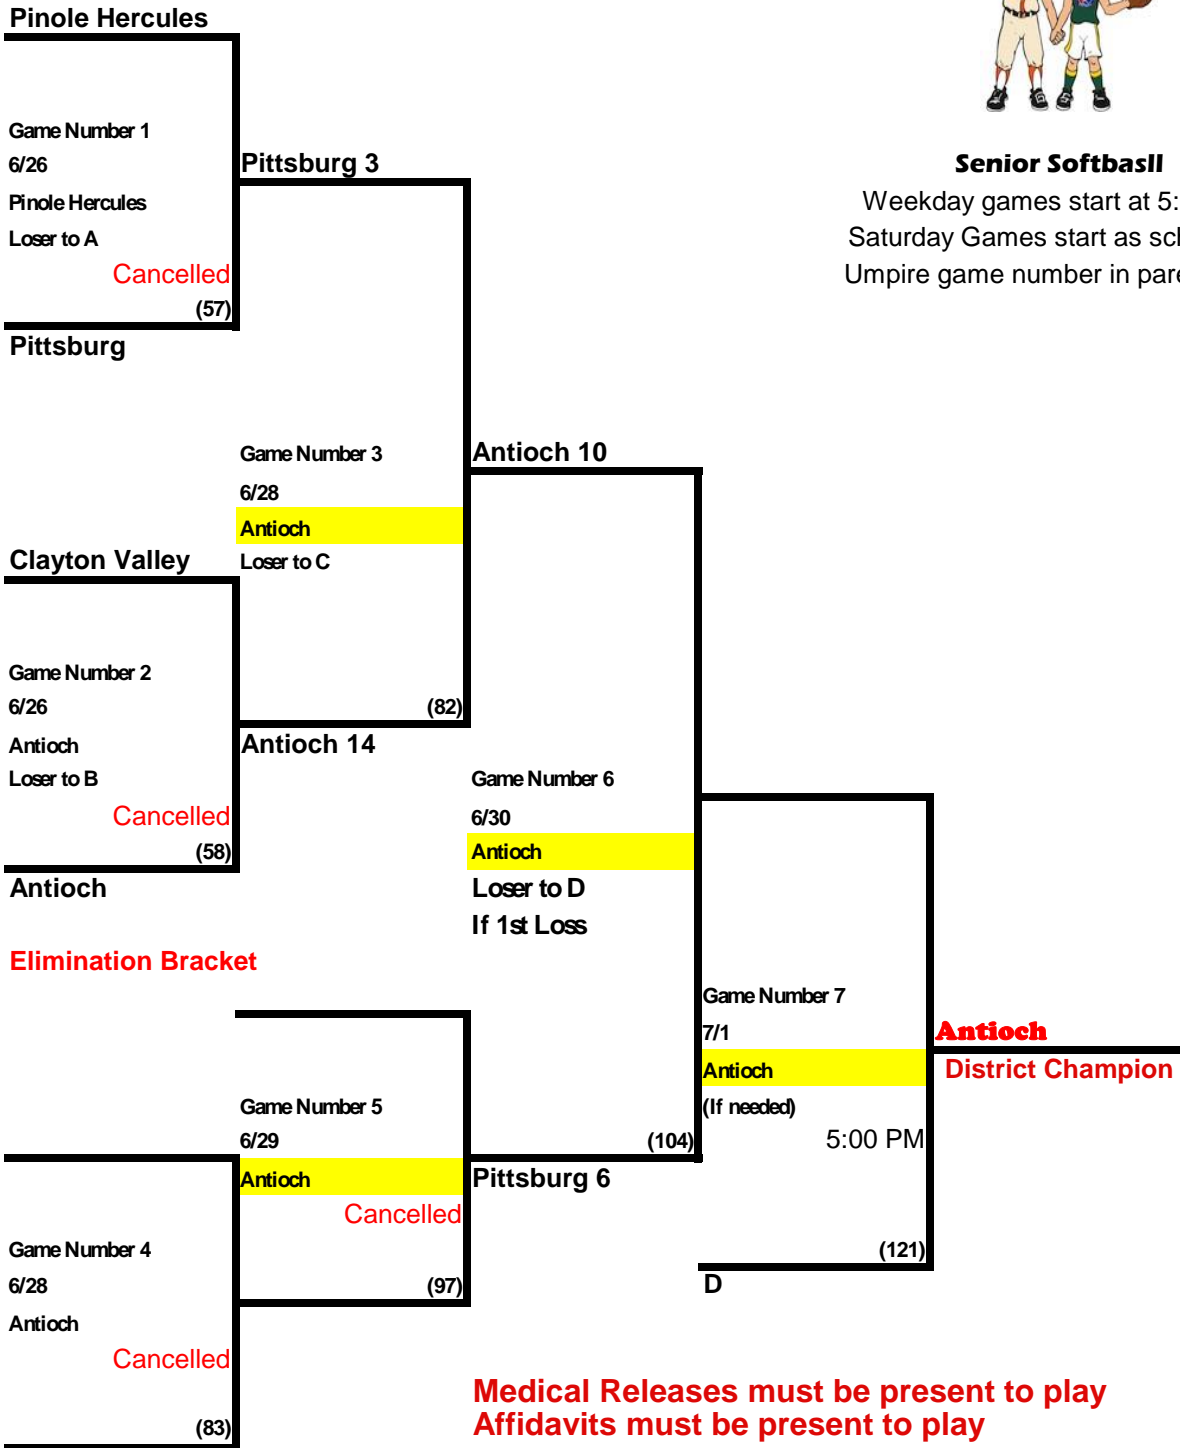 Pinole Hercules
Game Number 1
6/26
Pinole Hercules
Loser to A
Cancelled
(57)
Pittsburg
Pittsburg 3
Senior Softbasll
Weekday games start at 5:
Saturday Games start as
Umpire game number in
Game Number 3
6/28
Antioch
Loser to C
(82)
Antioch 10
Clayton Valley
Game Number 2
6/26
Antioch
Loser to B
Cancelled
(58)
Antioch
Antioch 14
Game Number 6
6/30
Antioch
Loser to D
If 1st Loss
(104)
Elimination Bracket
Game Number 7
7/1
Antioch
(If needed)
5:00 PM
(121)
D
Antioch
District Champion
Game Number 5
6/29
Antioch
Cancelled
(97)
Pittsburg 6
Game Number 4
6/28
Antioch
Cancelled
(83)
Medical Releases must be present to play
Affidavits must be present to play